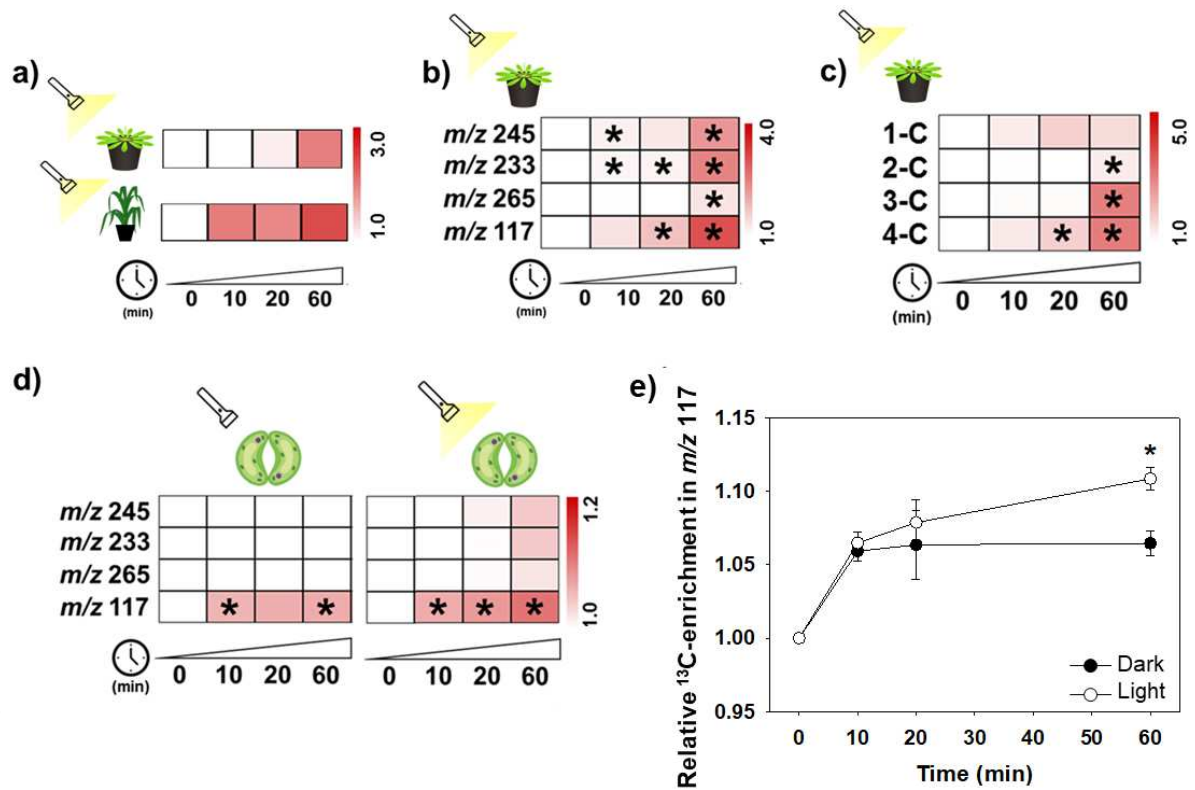 a)
3.0
1.0
(min)
0 10 20 60
b)
m/z 245 * *
m/z 233 * * *
m/z 265 *
m/z 117 * *
4.0
1.0
(min)
0 10 20 60
c)
1-C
2-C *
3-C *
4-C * *
5.0
1.0
(min)
0 10 20 60
d)
m/z 245
m/z 233
m/z 265
m/z 117 * * * * *
1.2
1.0
(min)
0 10 20 60 0 10 20 60
e)
Relative ¹³C-enrichment in m/z 117
1.15
1.10
1.05
1.00
0.95
*
Dark
Light
0 10 20 30 40 50 60
Time (min)